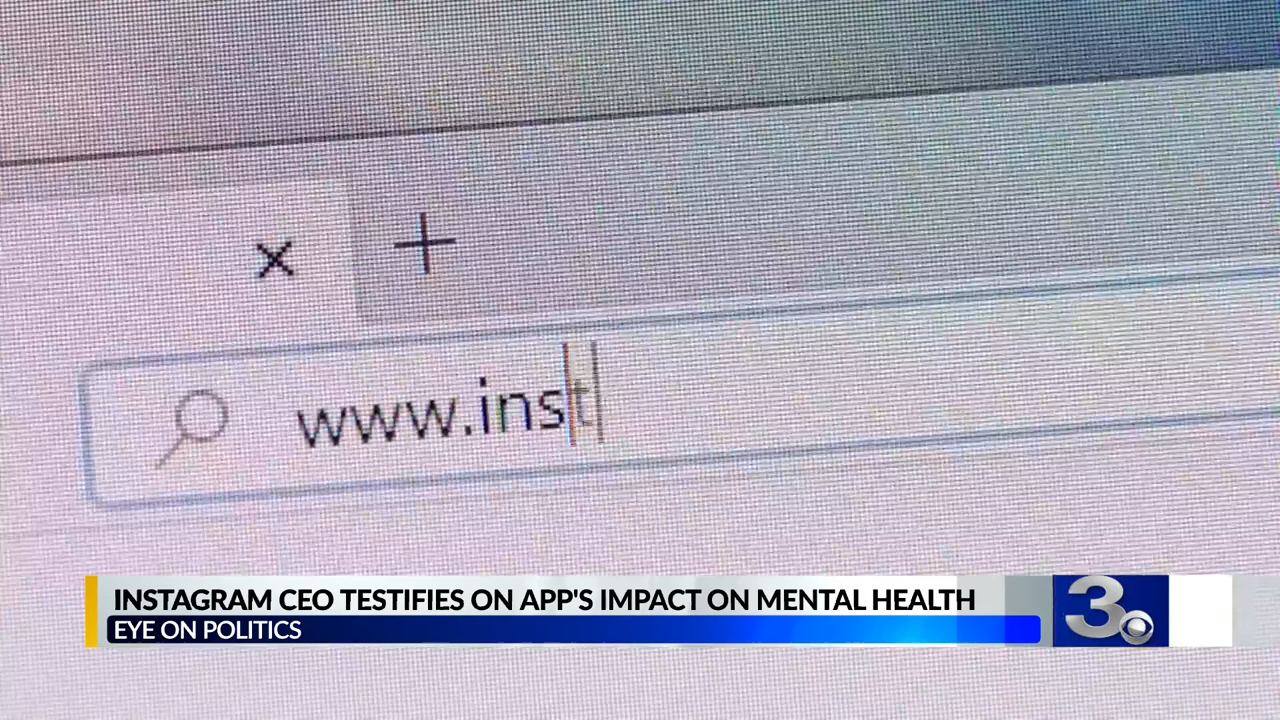 www.inst
INSTAGRAM CEO TESTIFIES ON APP'S IMPACT ON MENTAL HEALTH
EYE ON POLITICS
3